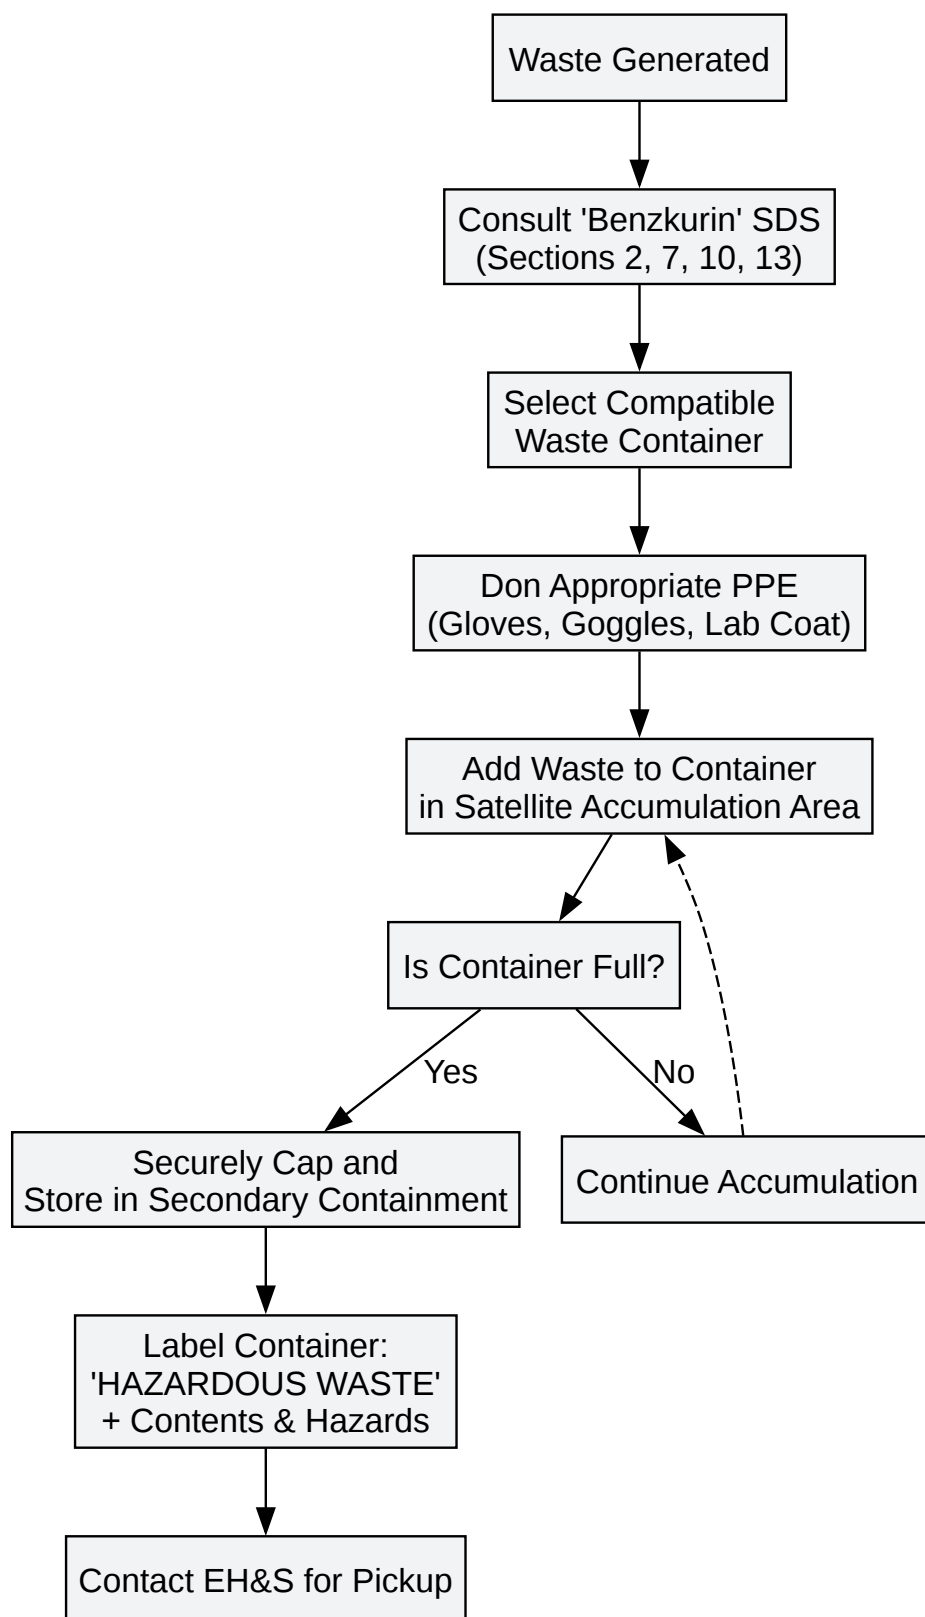 Waste Generated
Consult 'Benzkurin' SDS
(Sections 2, 7, 10, 13)
Select Compatible
Waste Container
Don Appropriate PPE
(Gloves, Goggles, Lab Coat)
Add Waste to Container
in Satellite Accumulation Area
Is Container Full?
Yes
No
Securely Cap and
Store in Secondary Containment
Continue Accumulation
Label Container:
'HAZARDOUS WASTE'
+ Contents & Hazards
Contact EH&S for Pickup